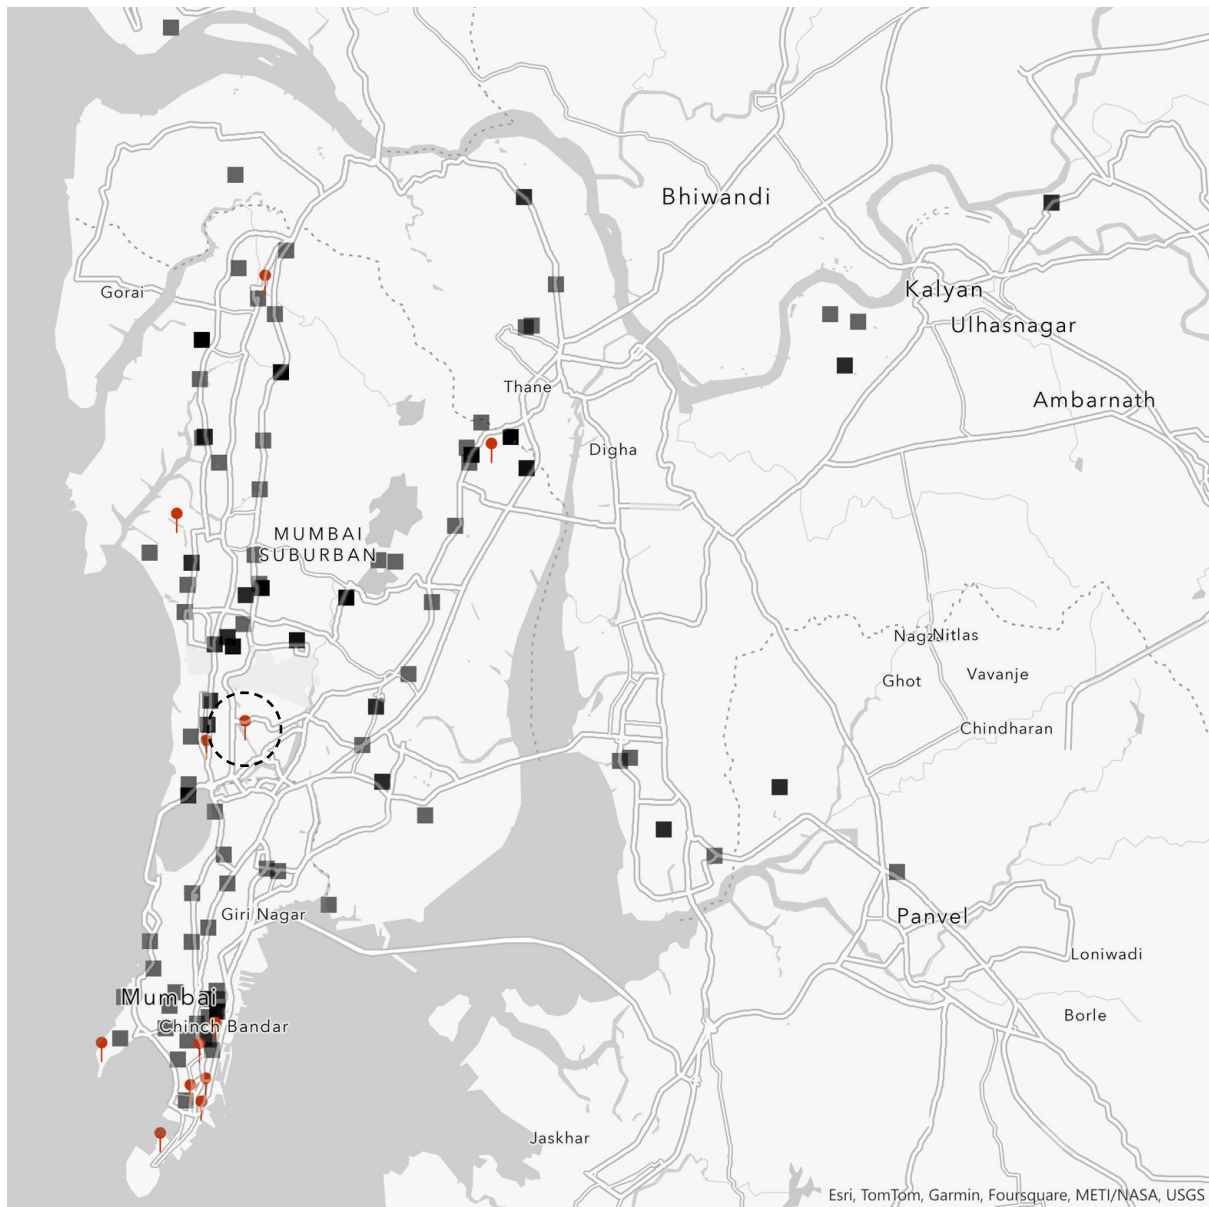 Bhiwandi
Gorai
Kalyan
Ulhasnagar
Thane
Ambarnath
Digha
MUMBAI
SUBURBAN
Nitlas
Ghot
Vavanje
Chindharan
Giri Nagar
Panvel
Loniwadi
Mumbai
Borle
Chinch Bandar
Jaskhar
Esri, TomTom, Garmin, Foursquare, METI/NASA, USGS